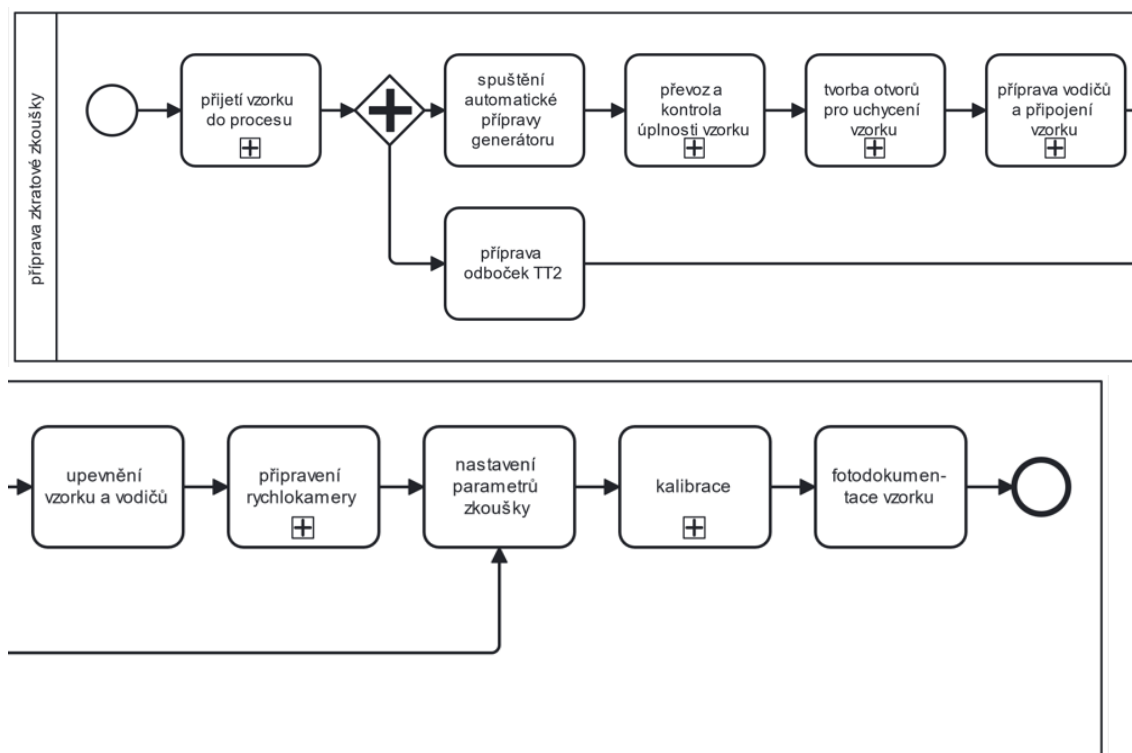 příprava zkratové zkoušky
přijetí vzorku
do procesu
spuštění
automatické
přípravy
generátoru
převoz a
kontrola
úplnosti vzorku
tvorba otvorů
pro uchycení
vzorku
příprava vodičů
a připojení
vzorku
příprava
odboček TT2
upevnění
vzorku a vodičů
připravení
rychlokamery
nastavení
parametrů
zkoušky
kalibrace
fotodokumen-
tace vzorku